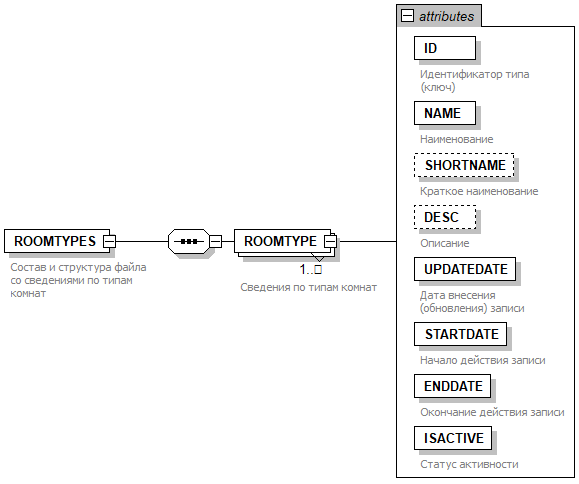 attributes
ID
Идентификатор типа
(ключ)
NAME
Наименование
SHORTNAME
Краткое наименование
DESC
Описание
ROOMTYPES
Состав и структура файла
со сведениями по типам
комнат
ROOMTYPE
1..□
Сведения по типам комнат
UPDATEDATE
Дата внесения
(обновления) записи
STARTDATE
Начало действия записи
ENDDATE
Окончание действия записи
ISACTIVE
Статус активности